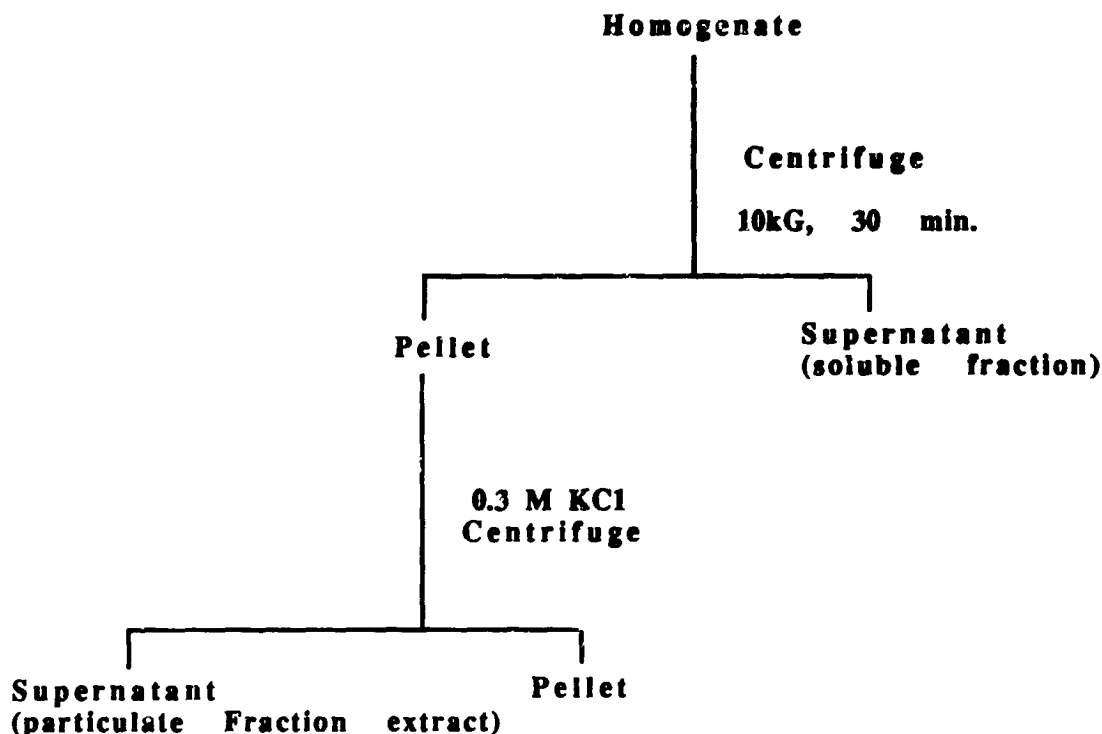 Homogenate
Centrifuge
10kG, 30 min.
Pellet
Supernatant
(soluble fraction)
0.3 M KCl
Centrifuge
Supernatant
(particulate Fraction extract)
Pellet